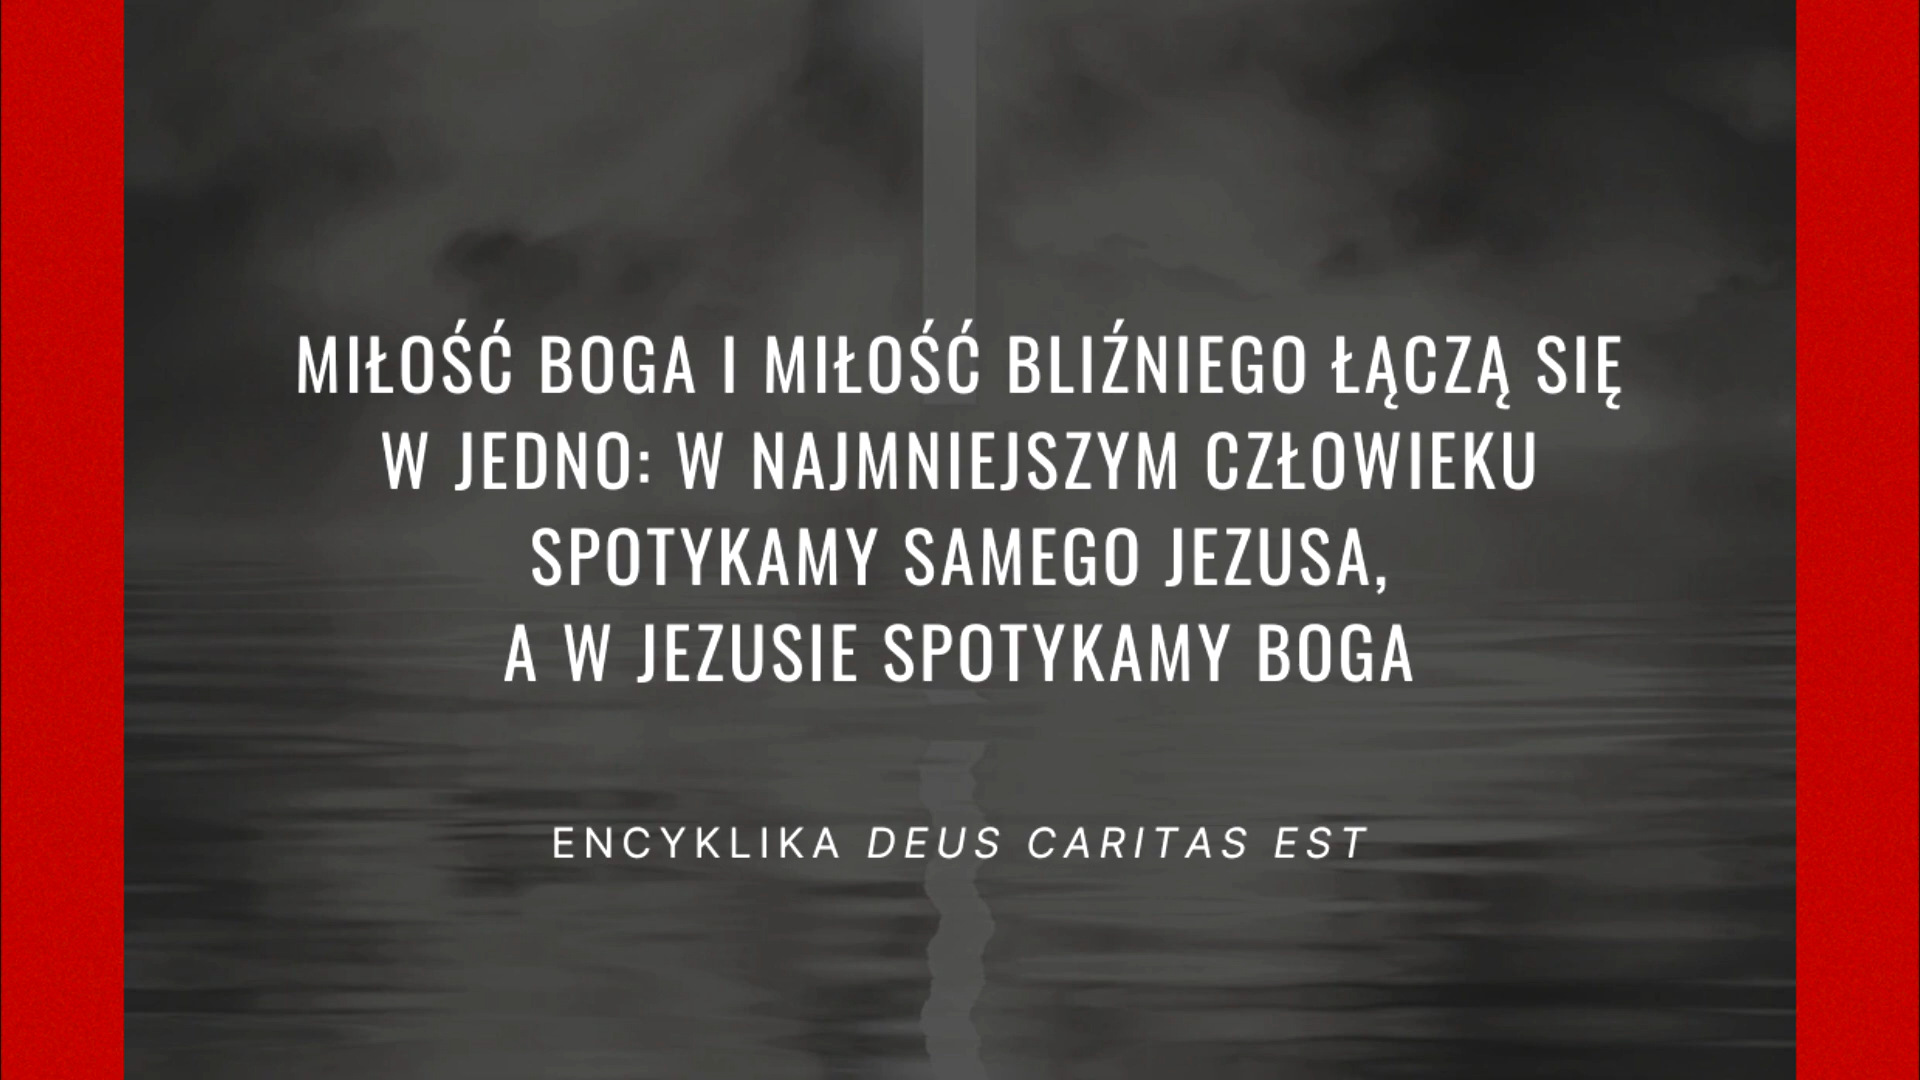 MIŁOŚĆ BOGA I MIŁOŚĆ BLIŹNIEGO ŁĄCZĄ SIĘ
W JEDNO: W NAJMNIEJSZYM CZŁOWIEKU
SPOTYKAMY SAMEGO JEZUSA,
A W JEZUSIE SPOTYKAMY BOGA
ENCYKLIKA DEUS CARITAS EST